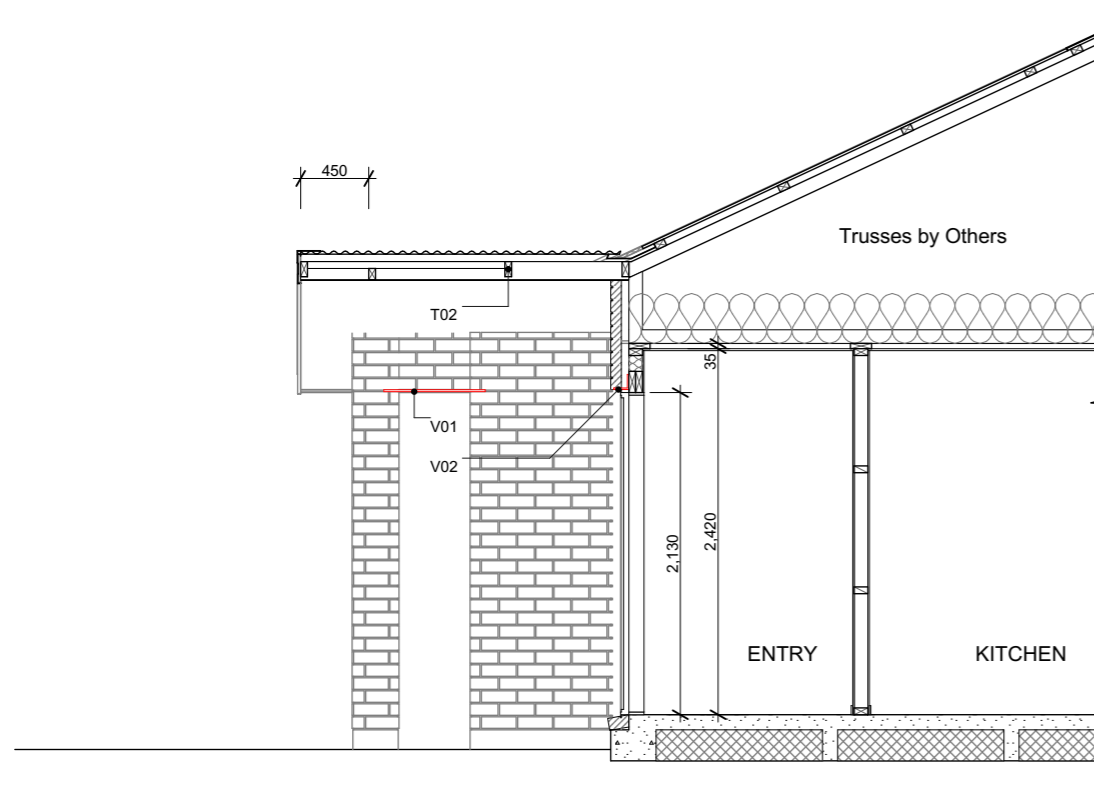 450
Trusses by Others
T02
35
V01
V02
2,130
2,420
ENTRY
KITCHEN